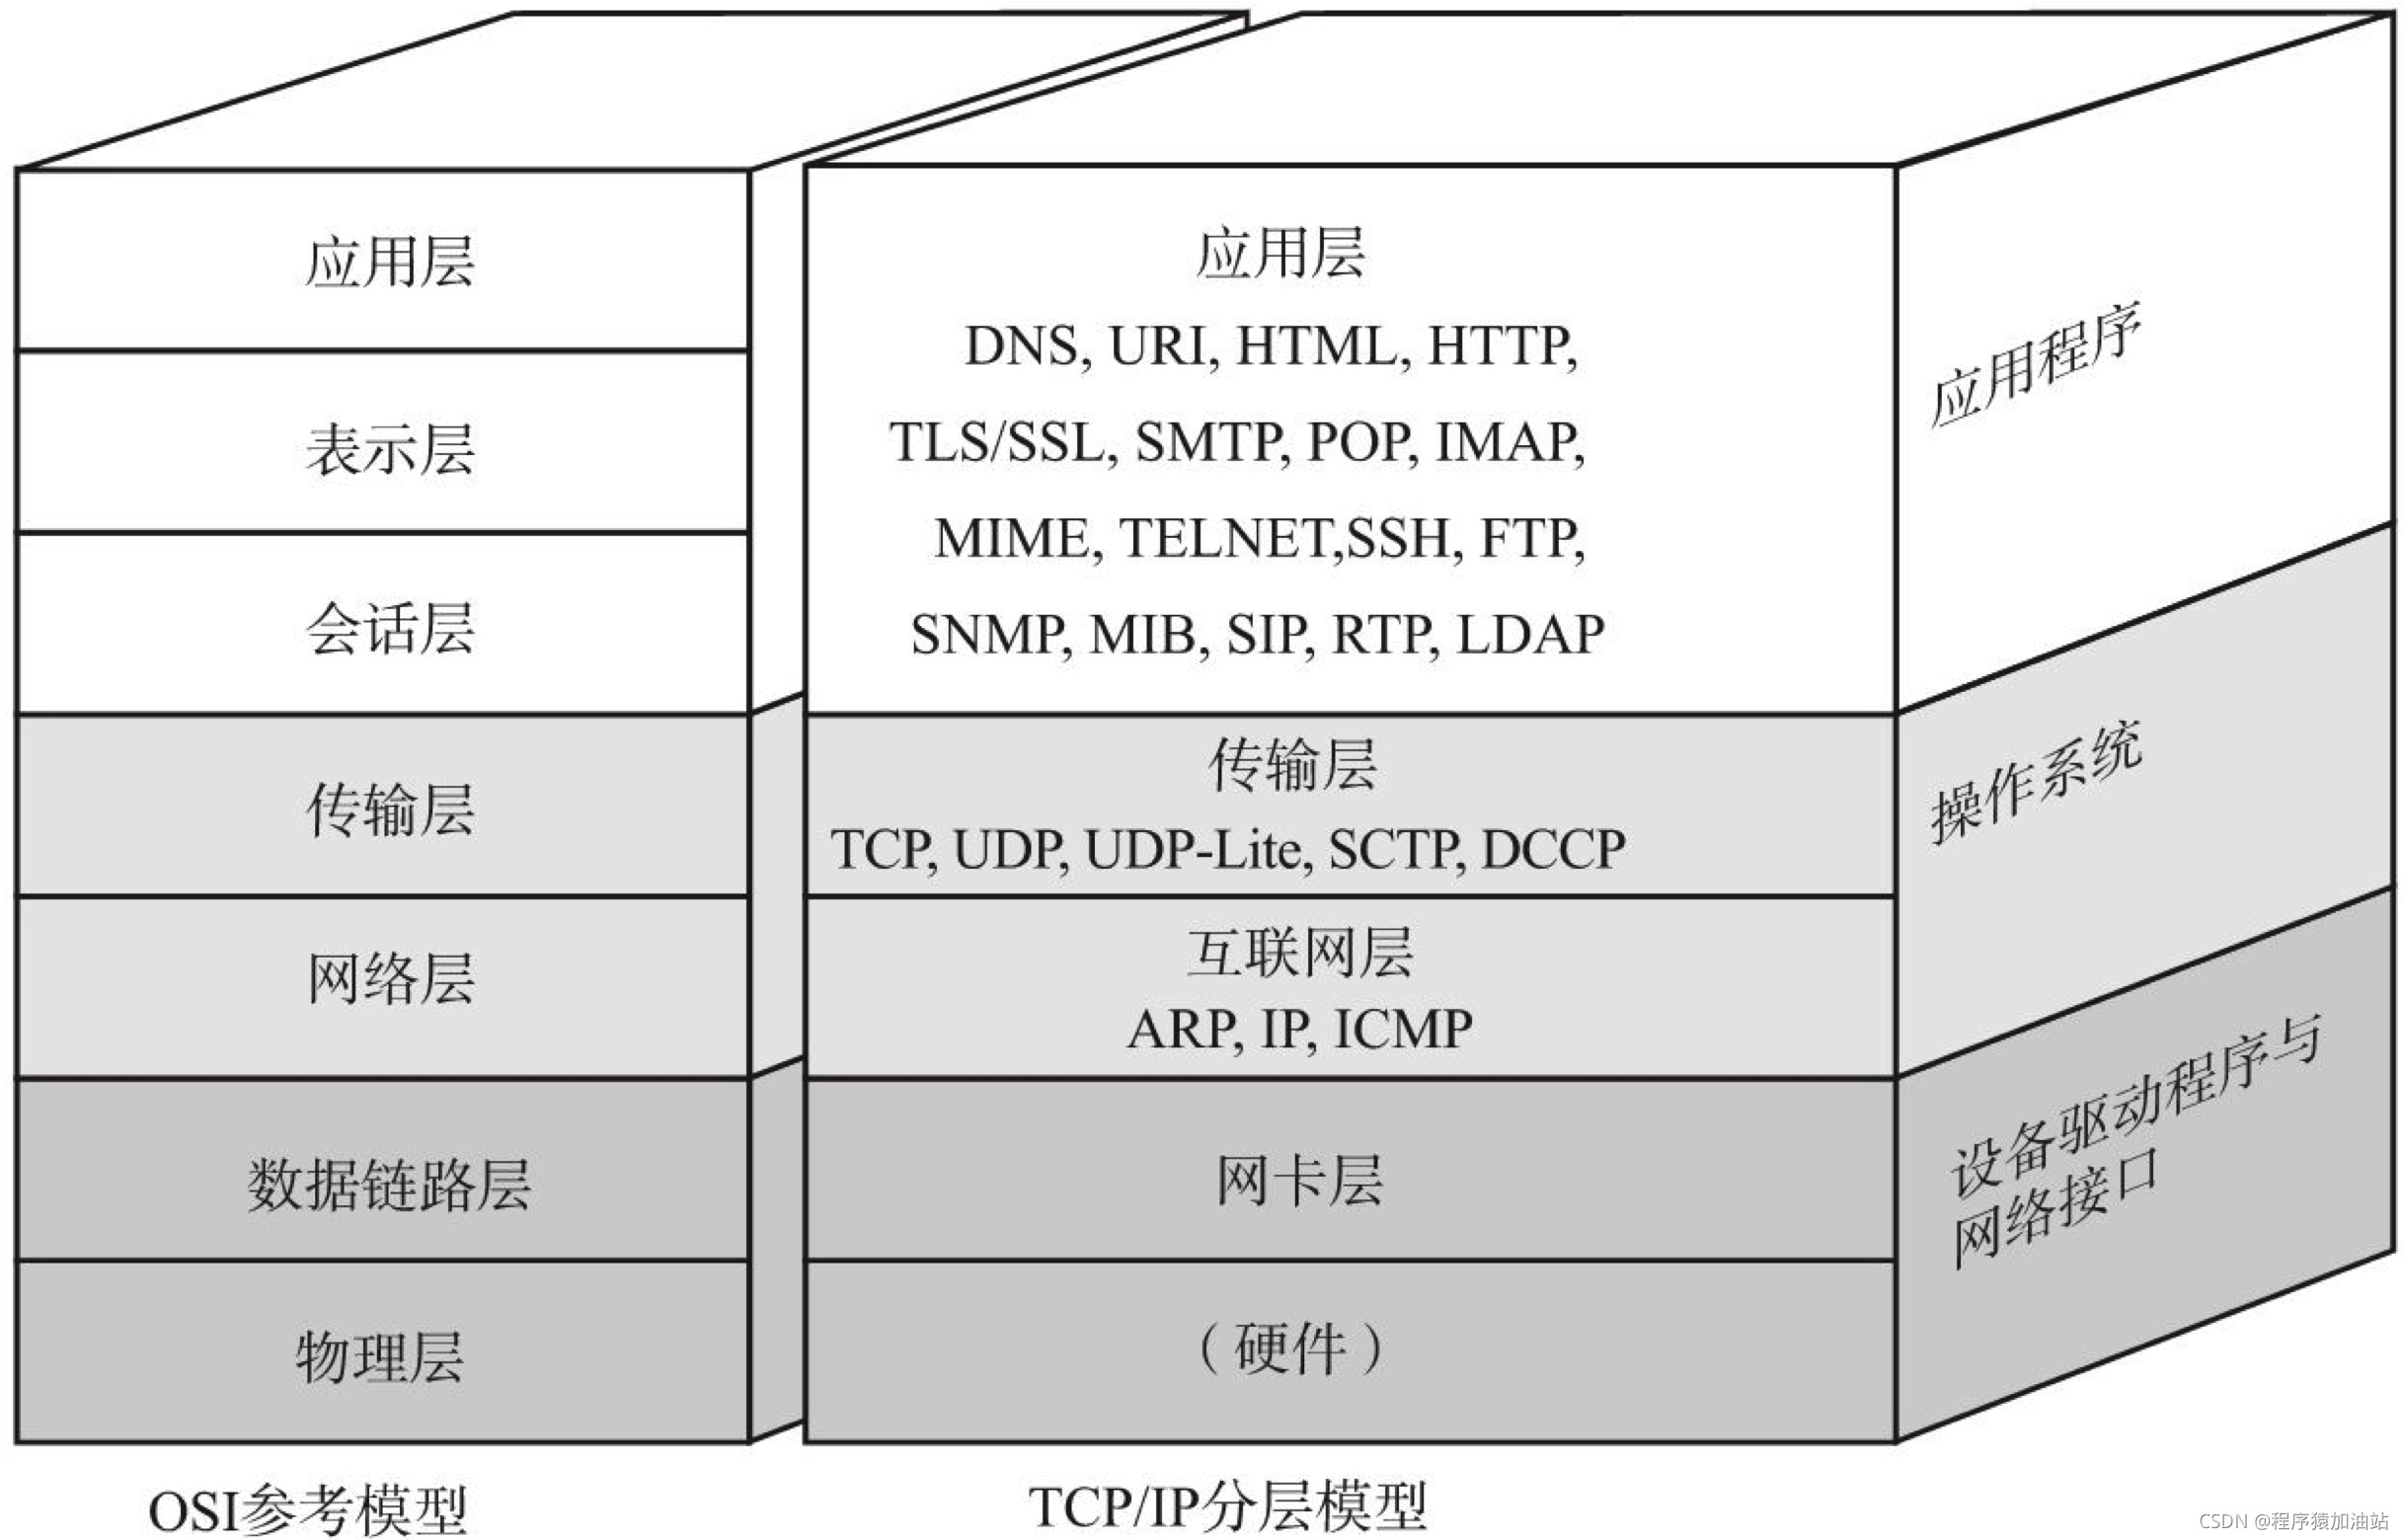 应用层
表示层
会话层
传输层
网络层
数据链路层
物理层
OSI参考模型
应用层
DNS, URI, HTML, HTTP,
TLS/SSL, SMTP, POP, IMAP,
MIME, TELNET,SSH, FTP,
SNMP, MIB, SIP, RTP, LDAP
传输层
TCP, UDP, UDP-Lite, SCTP, DCCP
互联网层
ARP, IP, ICMP
网卡层
（硬件）
TCP/IP分层模型
应用程序
操作系统
设备驱动程序与
网络接口
CSDN @程序猿加油站